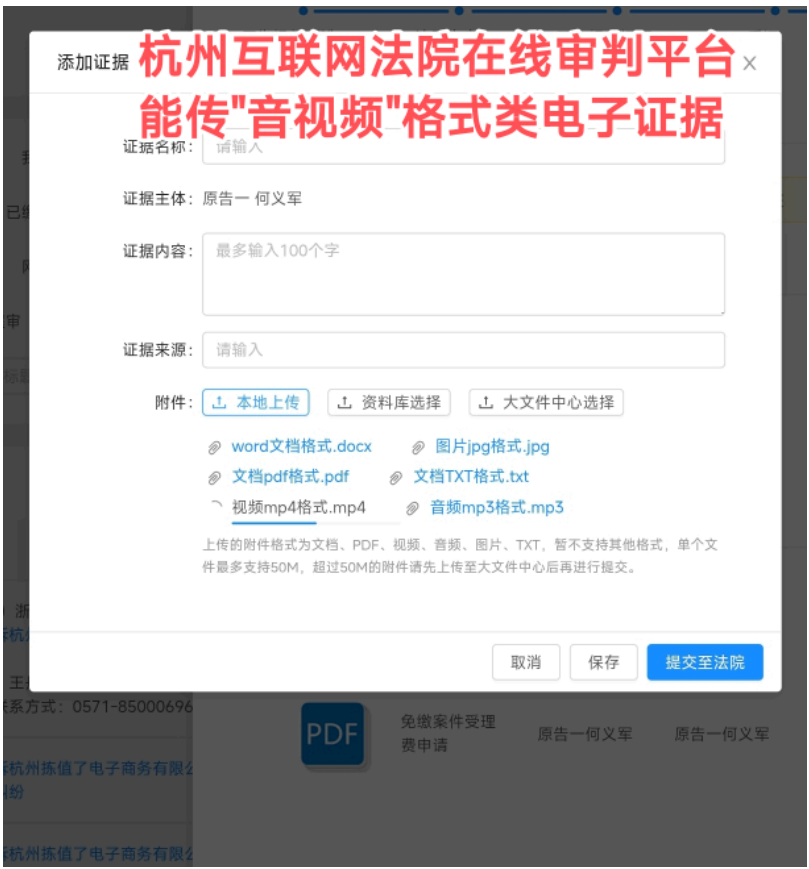 添加证据
杭州互联网法院在线审判平台
能传"音视频"格式类电子证据
证据名称: 请输入
证据主体: 原告一 何义军
证据内容: 最多输入100个字
证据来源: 请输入
附件: 本地上传 资料库选择 大文件中心选择
word文档格式.docx 图片jpg格式.jpg
文档pdf格式.pdf 文档TXT格式.txt
视频mp4格式.mp4 音频mp3格式.mp3
上传的附件格式为文档、PDF、视频、音频、图片、TXT，暂不支持其他格式，单个文
件最多支持50M，超过50M的附件请先上传至大文件中心后再进行提交。
取消 保存 提交至法院
已缴
审
标题
浙
杭州
王
联系方式: 0571-85000696
PDF
免缴案件受理
费申请
原告一何义军 原告一何义军
诉杭州拣值了电子商务有限公
纠纷
诉杭州拣值了电子商务有限公